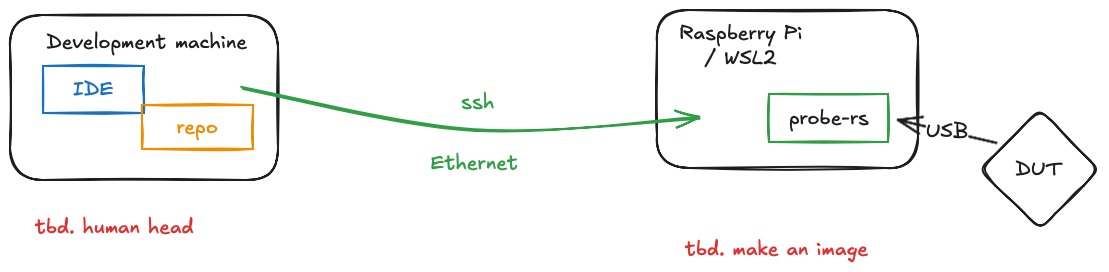 Development machine
IDE
repo
tbd. human head
ssh
Ethernet
Raspberry Pi
/ WSL2
probe-rs
USB
DUT
tbd. make an image